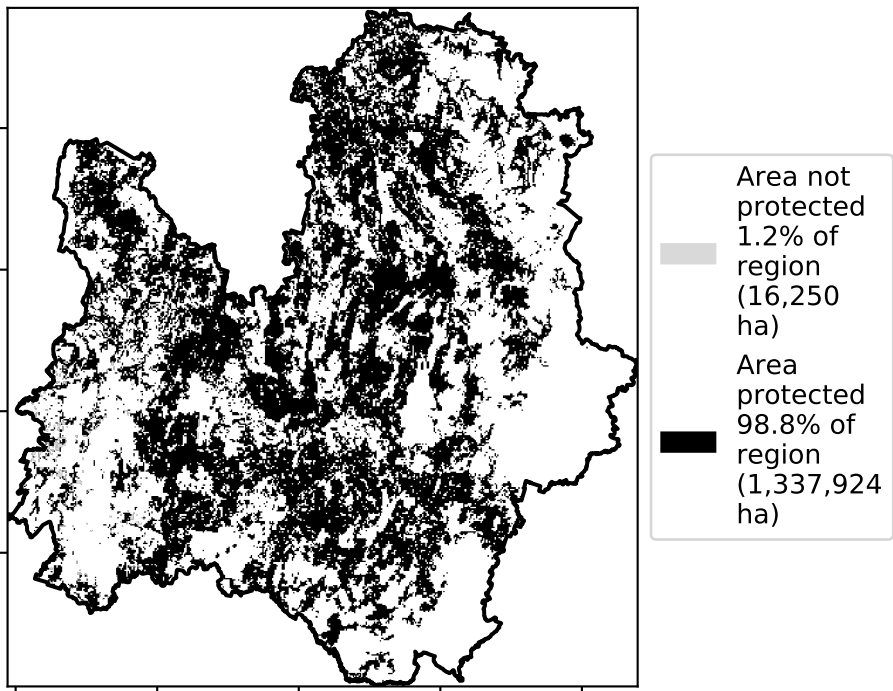 Area not
protected
1.2% of
region
(16,250
ha)
Area
protected
98.8% of
region
(1,337,924
ha)